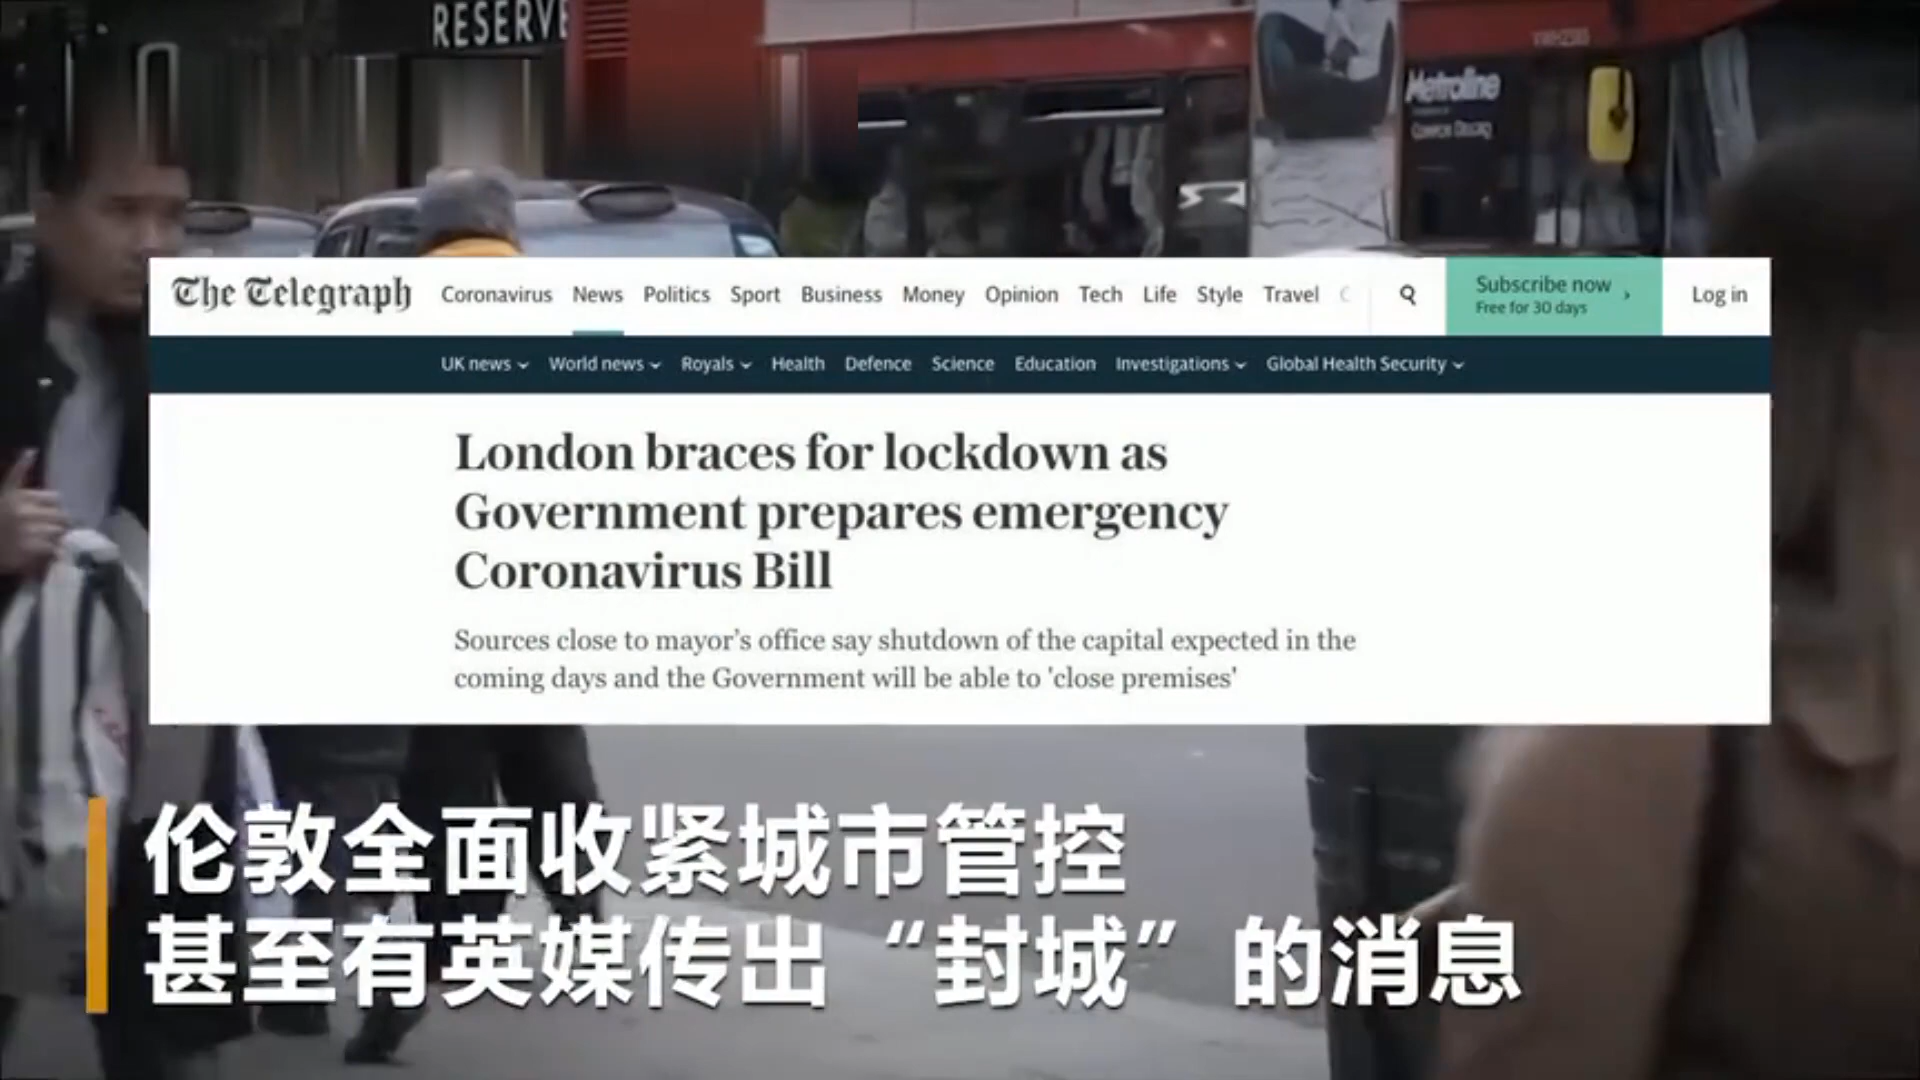 RESERVE
Metroline
The Telegraph
Coronavirus News Politics Sport Business Money Opinion Tech Life Style Travel
Subscribe now
Free for 30 days
Log in
UK news World news Royals Health Defence Science Education Investigations Global Health Security
London braces for lockdown as
Government prepares emergency
Coronavirus Bill
Sources close to mayor's office say shutdown of the capital expected in the
coming days and the Government will be able to 'close premises'
伦敦全面收紧城市管控
甚至有英媒传出“封城”的消息